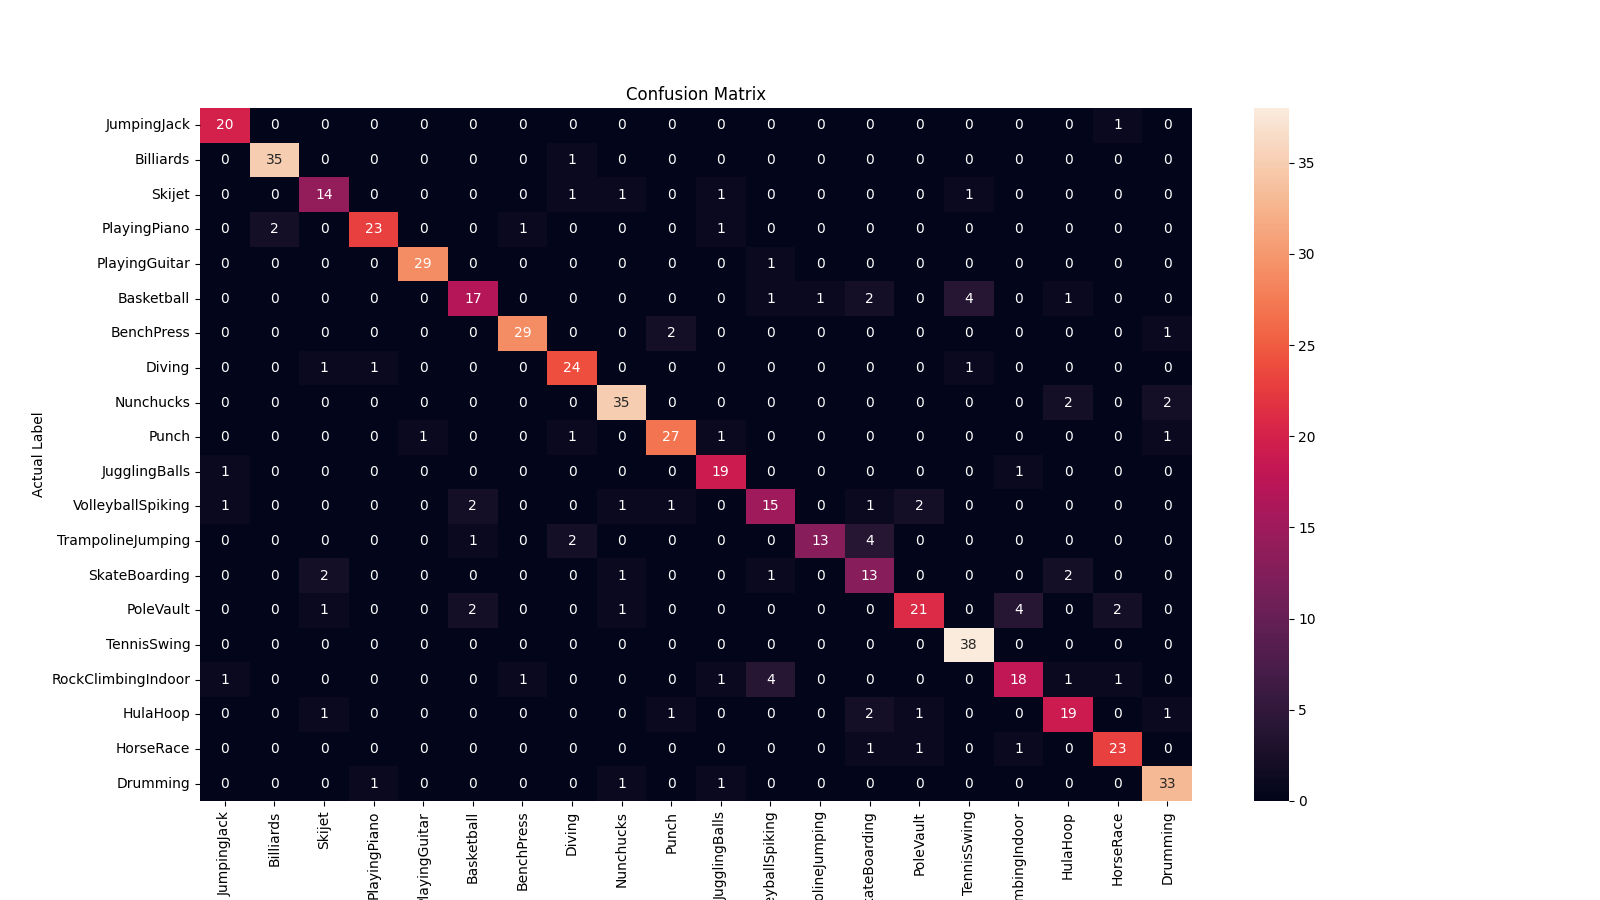 Confusion Matrix
JumpingJack 20 0 0 0 0 0 0 0 0 0 0 0 0 0 0 0 0 0 1 0
Billiards 0 35 0 0 0 0 0 1 0 0 0 0 0 0 0 0 0 0 0 0
Skijet 0 0 14 0 0 0 0 1 1 0 1 0 0 0 0 1 0 0 0 0
PlayingPiano 0 2 0 23 0 0 1 0 0 0 1 0 0 0 0 0 0 0 0 0
PlayingGuitar 0 0 0 0 29 0 0 0 0 0 0 1 0 0 0 0 0 0 0 0
Basketball 0 0 0 0 0 17 0 0 0 0 0 1 1 2 0 4 0 1 0 0
BenchPress 0 0 0 0 0 0 29 0 0 2 0 0 0 0 0 0 0 0 0 1
Diving 0 0 1 1 0 0 0 24 0 0 0 0 0 0 0 1 0 0 0 0
Nunchucks 0 0 0 0 0 0 0 0 35 0 0 0 0 0 0 0 0 2 0 2
Punch 0 0 0 0 1 0 0 1 0 27 1 0 0 0 0 0 0 0 0 1
JugglingBalls 1 0 0 0 0 0 0 0 0 0 19 0 0 0 0 0 1 0 0 0
VolleyballSpiking 1 0 0 0 0 2 0 0 1 1 0 15 0 1 2 0 0 0 0 0
TrampolineJumping 0 0 0 0 0 1 0 2 0 0 0 0 13 4 0 0 0 0 0 0
SkateBoarding 0 0 2 0 0 0 0 0 1 0 0 1 0 13 0 0 0 2 0 0
PoleVault 0 0 1 0 0 2 0 0 1 0 0 0 0 0 21 0 4 0 2 0
TennisSwing 0 0 0 0 0 0 0 0 0 0 0 0 0 0 0 38 0 0 0 0
RockClimbingIndoor 1 0 0 0 0 0 1 0 0 0 1 4 0 0 0 0 18 1 1 0
HulaHoop 0 0 1 0 0 0 0 0 0 1 0 0 0 2 1 0 0 19 0 1
HorseRace 0 0 0 0 0 0 0 0 0 0 0 0 0 1 1 0 1 0 23 0
Drumming 0 0 0 1 0 0 0 0 1 0 1 0 0 0 0 0 0 0 0 33
Actual Label
JumpingJack
Billiards
Skijet
PlayingPiano
layingGuitar
Basketball
BenchPress
Diving
Nunchucks
Punch
JugglingBalls
eyballSpiking
olineJumping
kateBoarding
PoleVault
TennisSwing
mbingIndoor
HulaHoop
HorseRace
Drumming
35
30
25
20
15
10
5
0